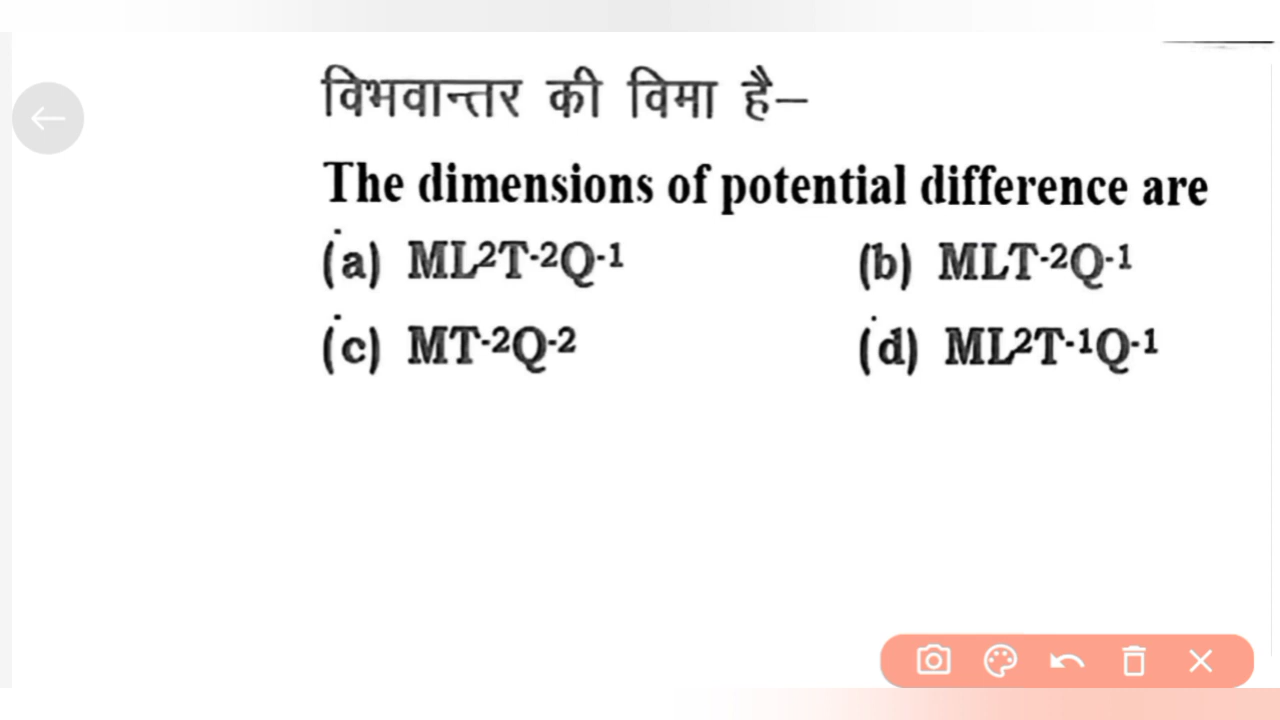 विभवान्तर की विमा है–
The dimensions of potential difference are
(a) ML²T⁻²Q⁻¹ (b) MLT⁻²Q⁻¹
(c) MT⁻²Q⁻² (d) ML²T⁻¹Q⁻¹